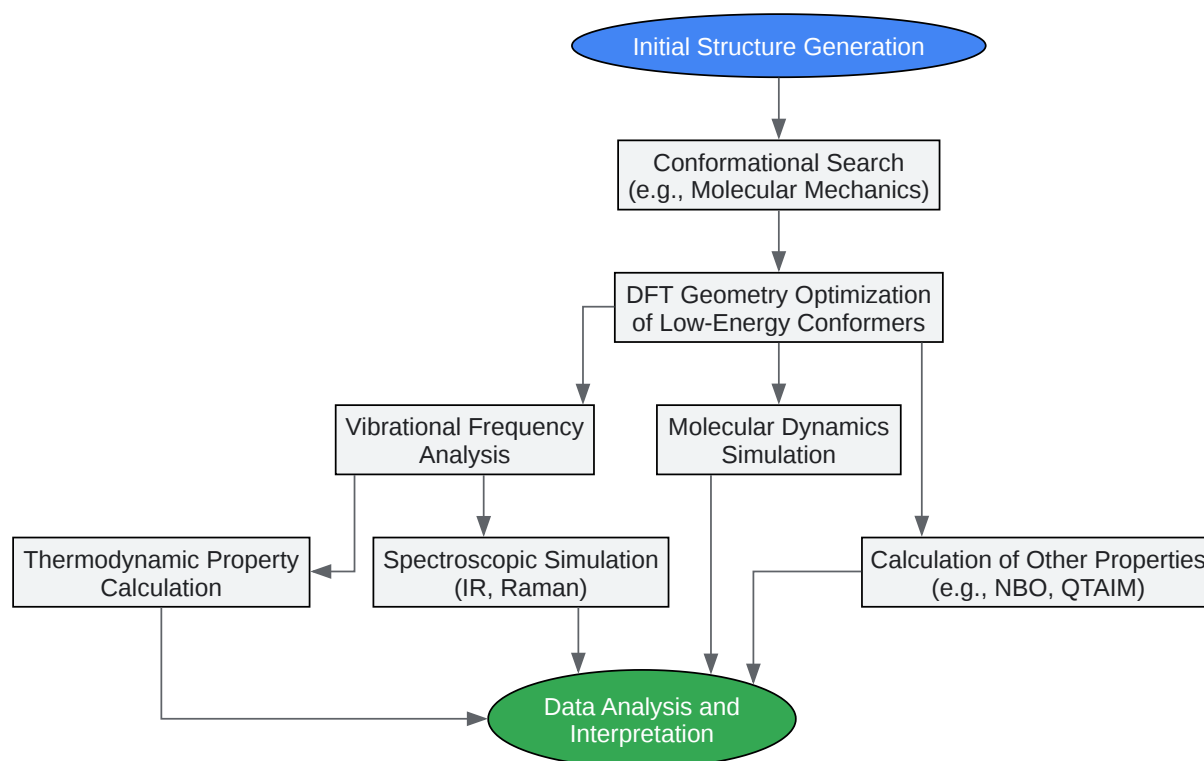 Initial Structure Generation
Conformational Search
(e.g., Molecular Mechanics)
DFT Geometry Optimization
of Low-Energy Conformers
Vibrational Frequency
Analysis
Molecular Dynamics
Simulation
Thermodynamic Property
Calculation
Spectroscopic Simulation
(IR, Raman)
Calculation of Other Properties
(e.g., NBO, QTAIM)
Data Analysis and
Interpretation